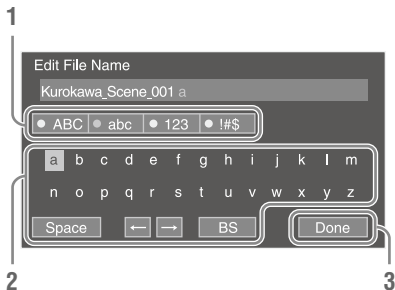 1
Edit File Name
Kurokawa_Scene_001 a
ABC abc 123 !#$
a b c d e f g h i j k l m
n o p q r s t u v w x y z
Space ← → BS Done
2 3